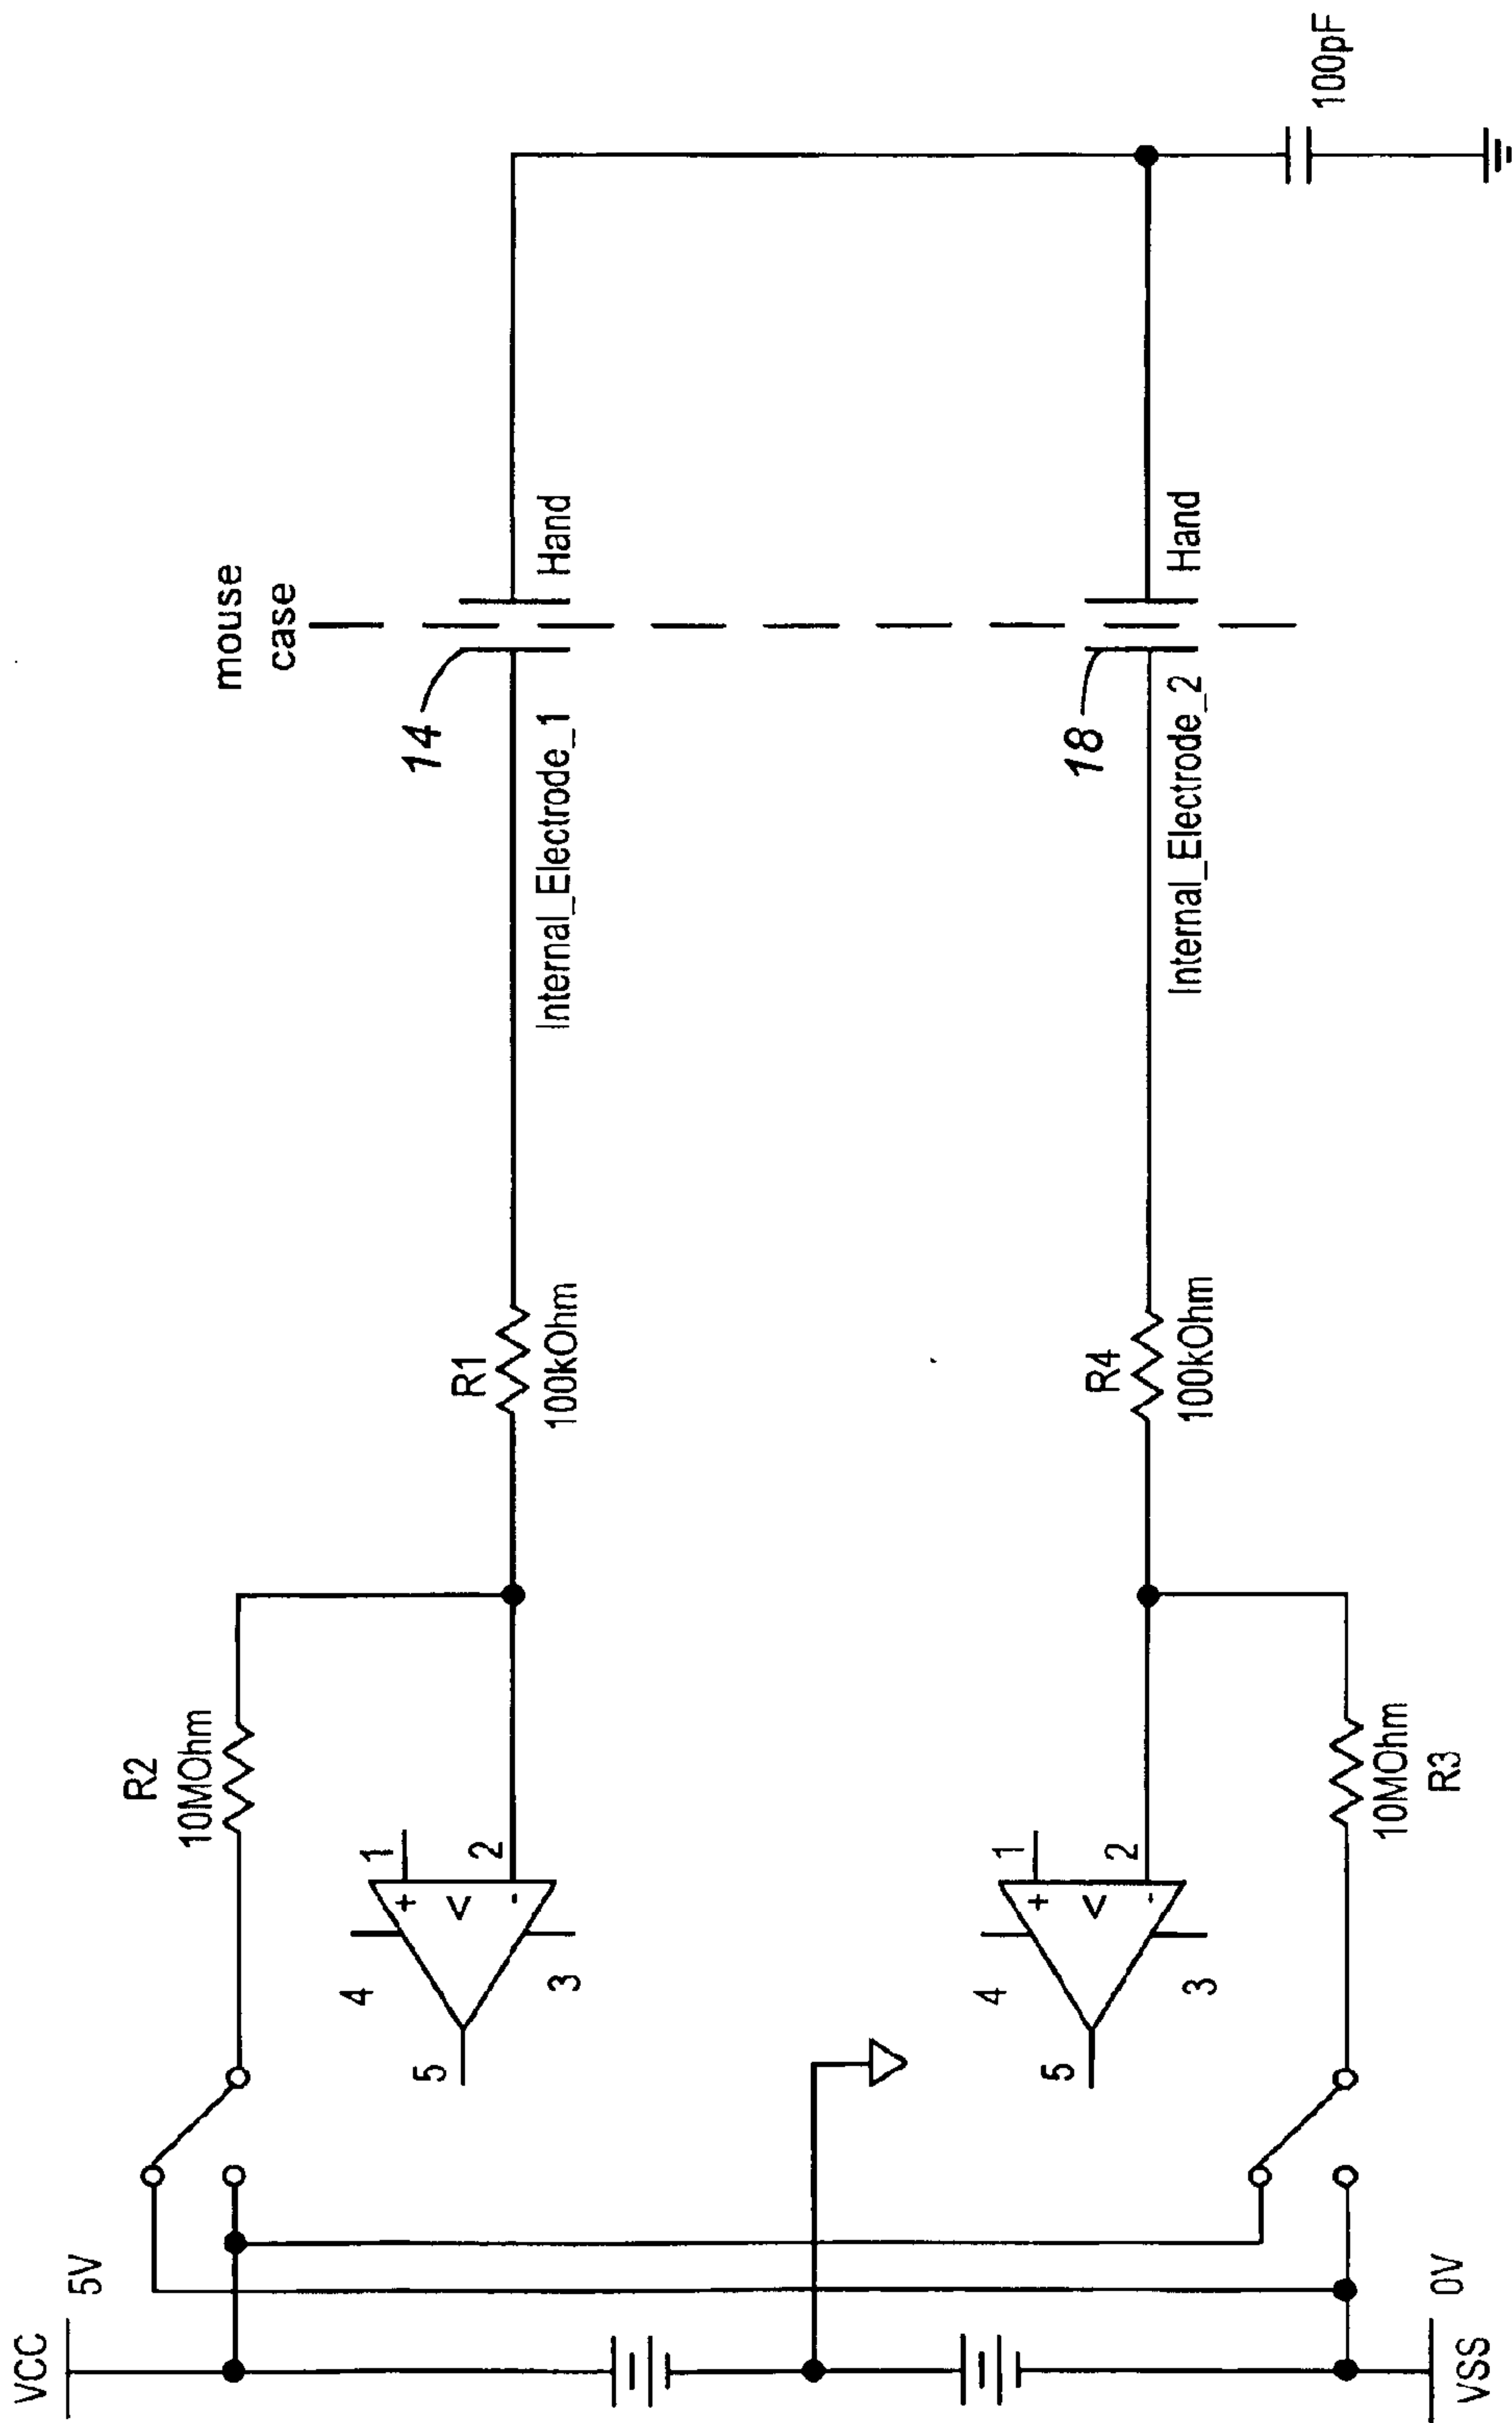 VCC
5V
R2
10MOhm
1
2
4
3
5
+
<
-
R1
100kOhm
Internal_Electrode_1
14
mouse
case
Hand
100pF
VSS
0V
R3
10MOhm
1
2
4
3
5
+
<
-
R4
100kOhm
Internal_Electrode_2
18
Hand